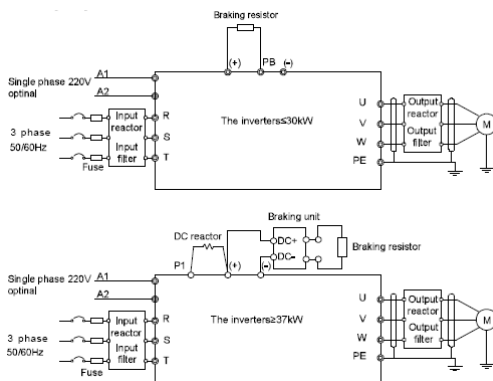 Braking resistor
(+) PB (-)
A1
Single phase 220V
optinal
A2
Input
reactor
Input
filter
R
S
T
3 phase
50/60Hz
Fuse
The inverters≤30kW
U
V
W
PE
Output
reactor
Output
filter
M
Braking unit
DC reactor
DC+
DC-
Braking resistor
P1 (+) (-)
A1
Single phase 220V
optinal
A2
Input
reactor
Input
filter
R
S
T
3 phase
50/60Hz
Fuse
The inverters≥37kW
U
V
W
PE
Output
reactor
Output
filter
M